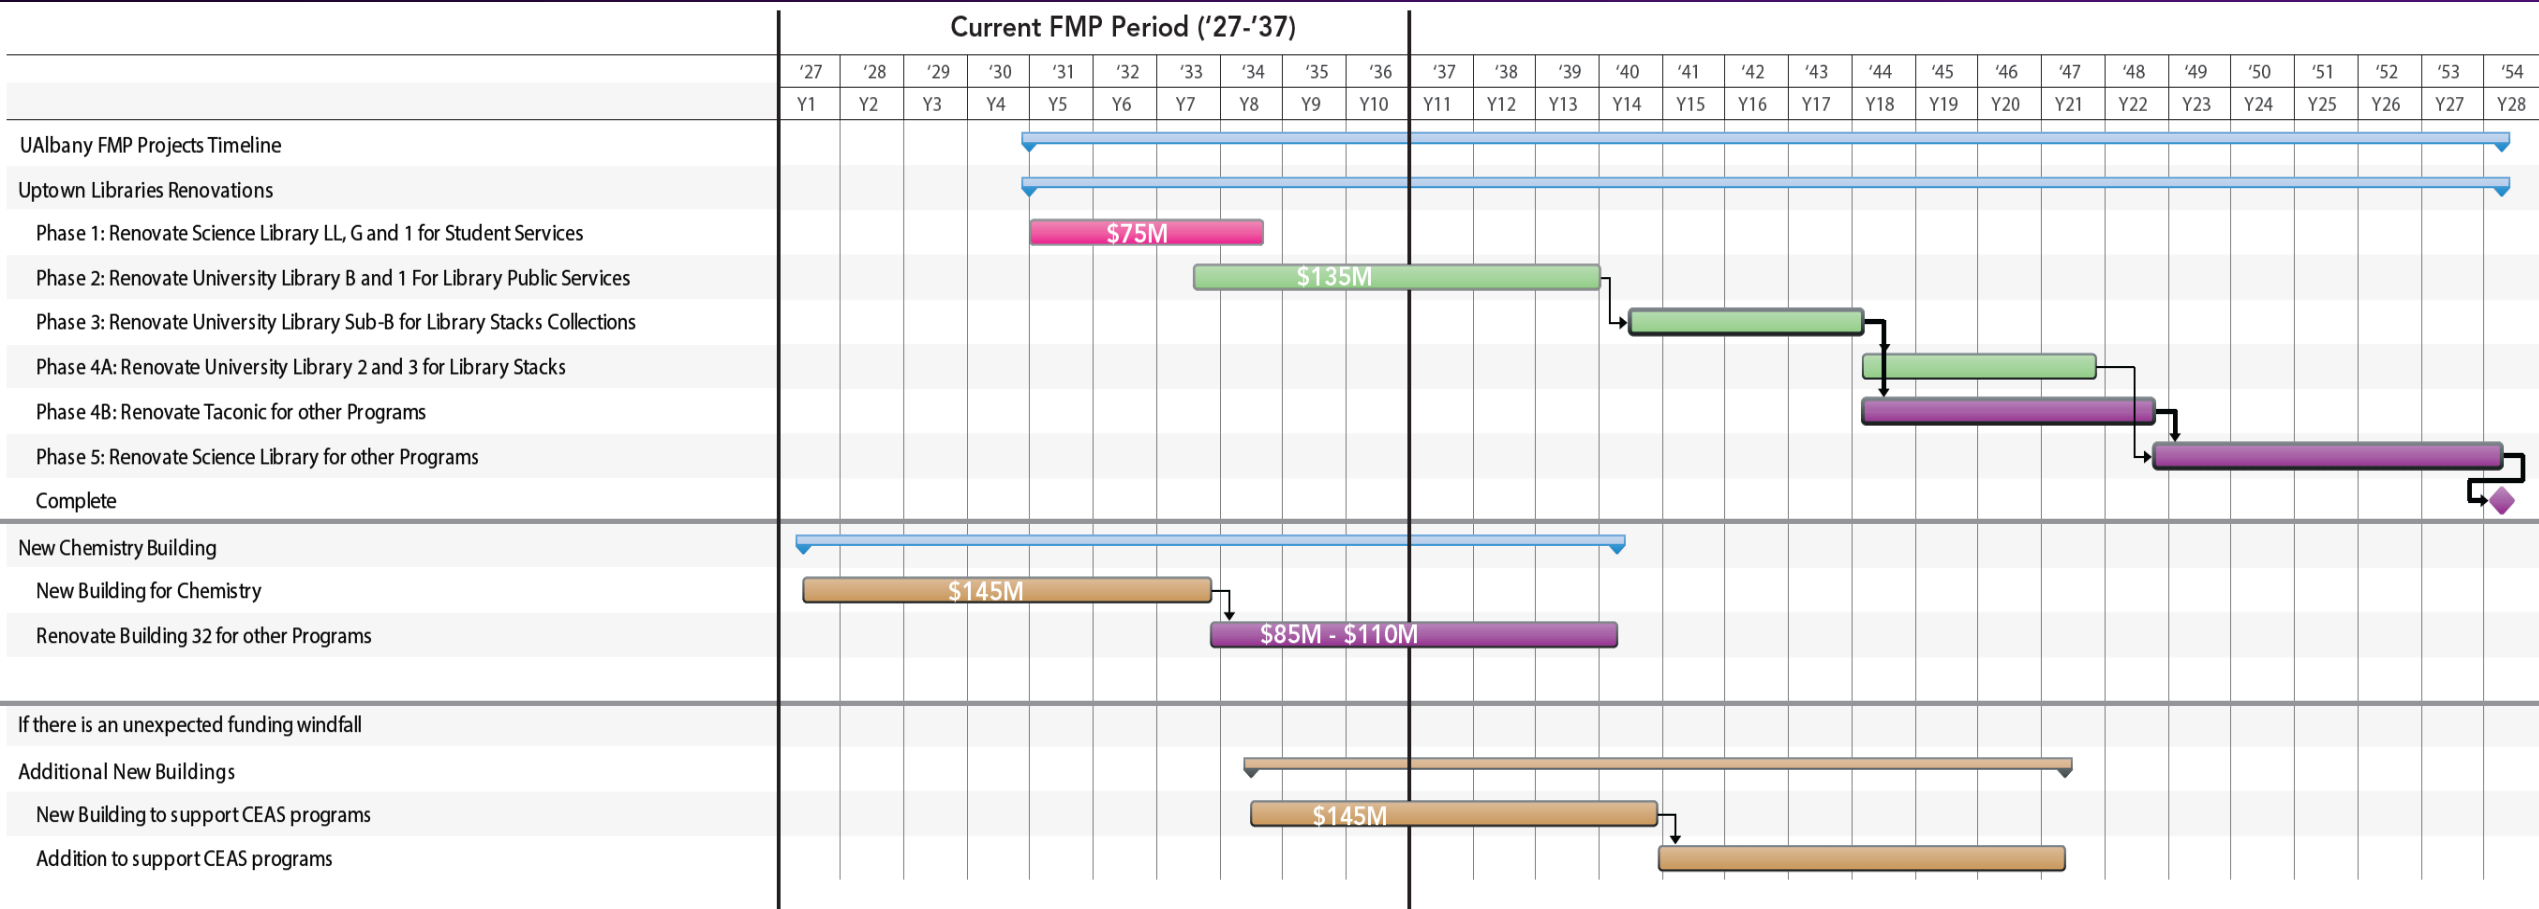 Current FMP Period (‘27-‘37)
‘27 ‘28 ‘29 ‘30 ‘31 ‘32 ‘33 ‘34 ‘35 ‘36 ‘37 ‘38 ‘39 ‘40 ‘41 ‘42 ‘43 ‘44 ‘45 ‘46 ‘47 ‘48 ‘49 ‘50 ‘51 ‘52 ‘53 ‘54
Y1 Y2 Y3 Y4 Y5 Y6 Y7 Y8 Y9 Y10 Y11 Y12 Y13 Y14 Y15 Y16 Y17 Y18 Y19 Y20 Y21 Y22 Y23 Y24 Y25 Y26 Y27 Y28
UAlbany FMP Projects Timeline
Uptown Libraries Renovations
Phase 1: Renovate Science Library LL, G and 1 for Student Services $75M
Phase 2: Renovate University Library B and 1 For Library Public Services $135M
Phase 3: Renovate University Library Sub-B for Library Stacks Collections
Phase 4A: Renovate University Library 2 and 3 for Library Stacks
Phase 4B: Renovate Taconic for other Programs
Phase 5: Renovate Science Library for other Programs
Complete
New Chemistry Building
New Building for Chemistry $145M
Renovate Building 32 for other Programs $85M - $110M
If there is an unexpected funding windfall
Additional New Buildings
New Building to support CEAS programs $145M
Addition to support CEAS programs